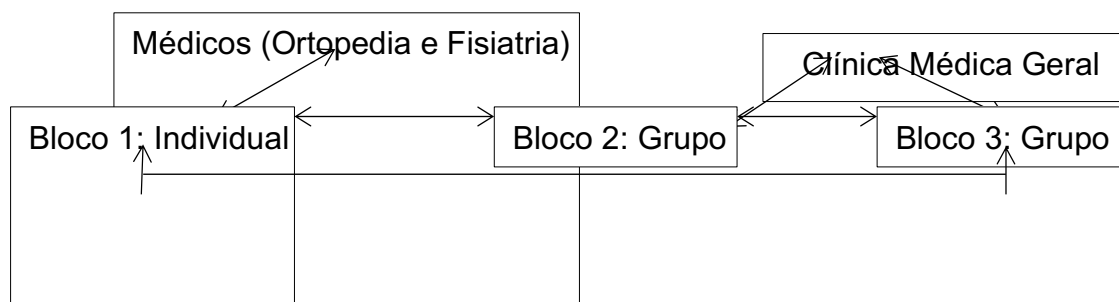 Médicos (Ortopedia e Fisiatria)
Clínica Médica Geral
Bloco 1: Individual
Bloco 2: Grupo
Bloco 3: Grupo